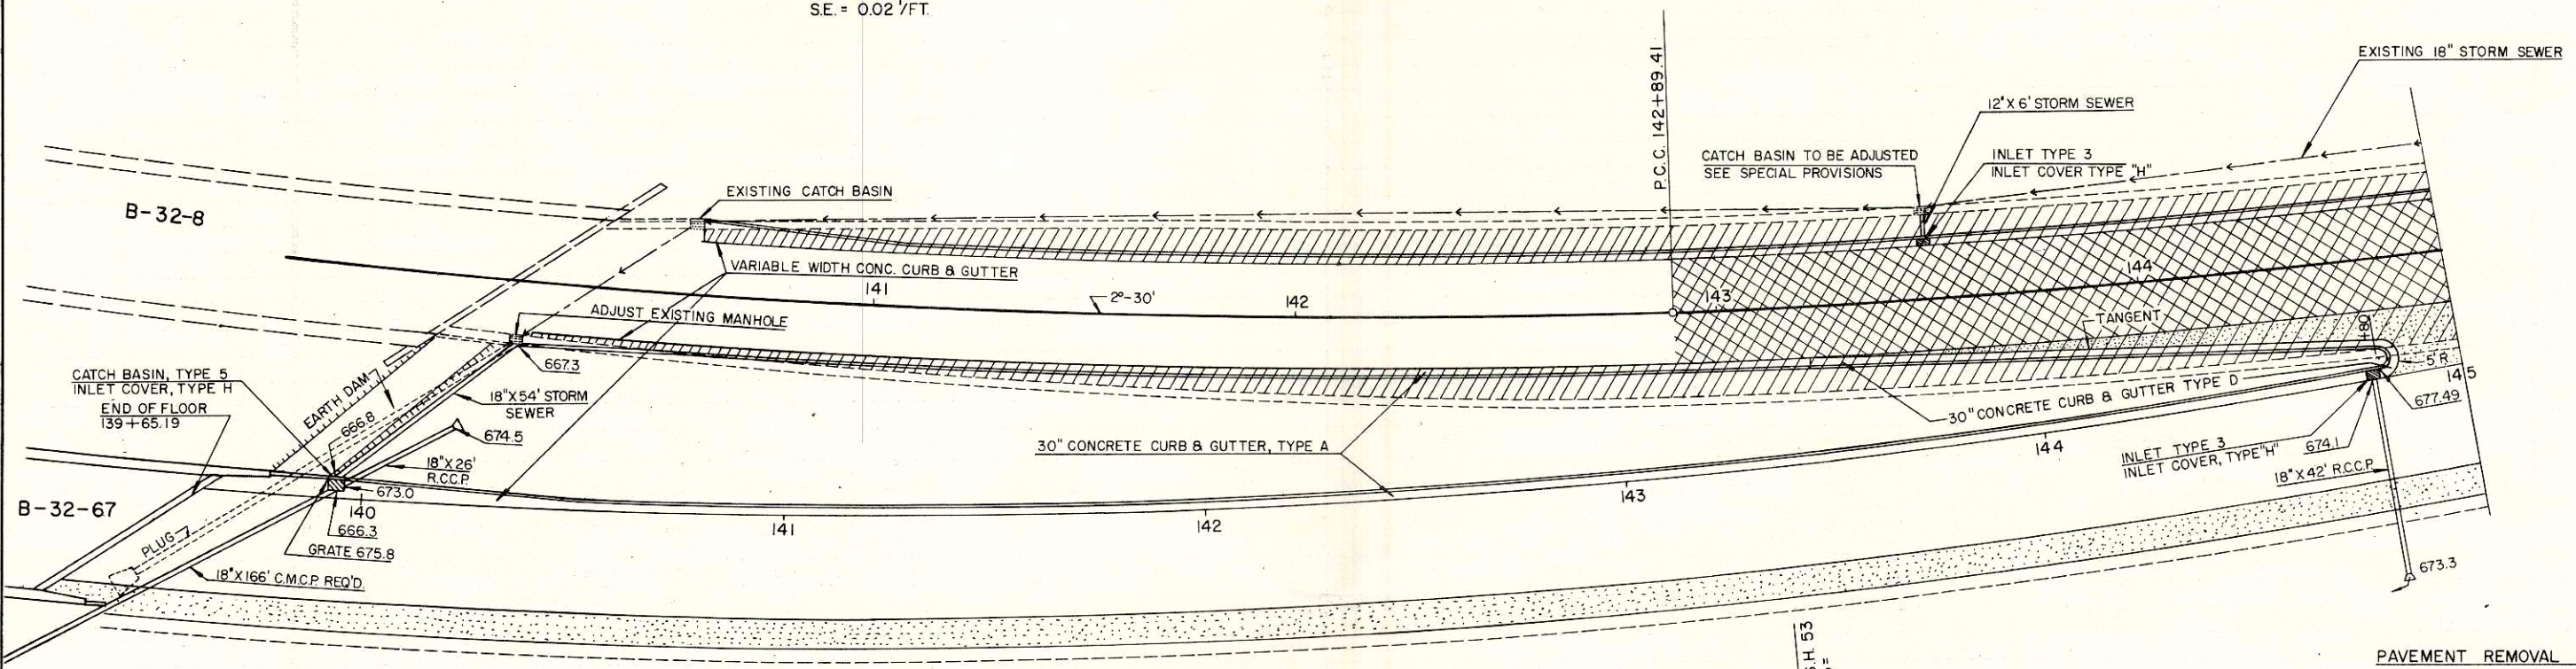 S.E. = 0.02'/FT.
P.C.C. 142+89.41
EXISTING 18" STORM SEWER
12"X 6' STORM SEWER
CATCH BASIN TO BE ADJUSTED
SEE SPECIAL PROVISIONS
INLET TYPE 3
INLET COVER TYPE "H"
B-32-8
EXISTING CATCH BASIN
VARIABLE WIDTH CONC. CURB & GUTTER
141
2°-30'
142
143
144
ADJUST EXISTING MANHOLE
TANGENT
+80
5'R
145
667.3
CATCH BASIN, TYPE 5
INLET COVER, TYPE H
END OF FLOOR
139+65.19
EARTH DAM
666.8
18"X54' STORM
SEWER
674.5
18"X26'
R.C.C.P.
30" CONCRETE CURB & GUTTER TYPE D
677.49
30" CONCRETE CURB & GUTTER, TYPE A
INLET TYPE 3
INLET COVER, TYPE "H"
674.1
18"X42' R.C.C.P.
B-32-67
673.0
140
141
142
143
144
666.3
GRATE 675.8
PLUG
18"X166' C.M.C.P. REQ'D.
673.3
S.H. 53
PAVEMENT REMOVAL